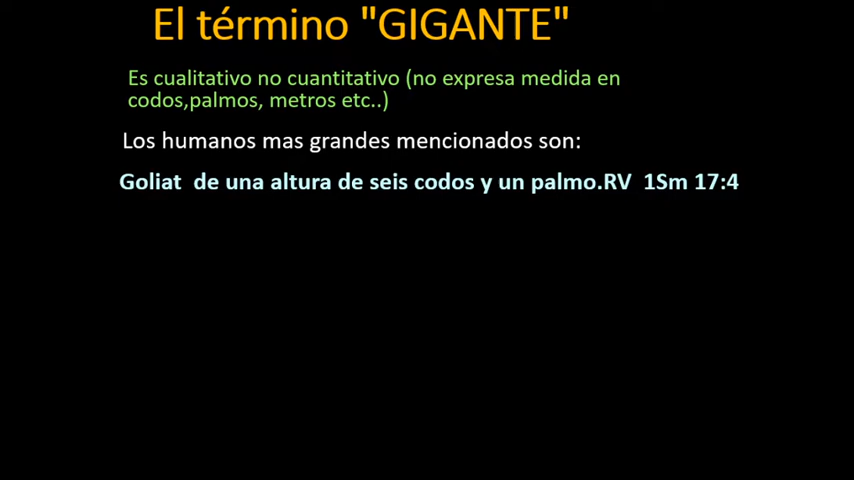 El término "GIGANTE"
Es cualitativo no cuantitativo (no expresa medida en
codos,palmos, metros etc..)
Los humanos mas grandes mencionados son:
Goliat  de una altura de seis codos y un palmo.RV  1Sm 17:4